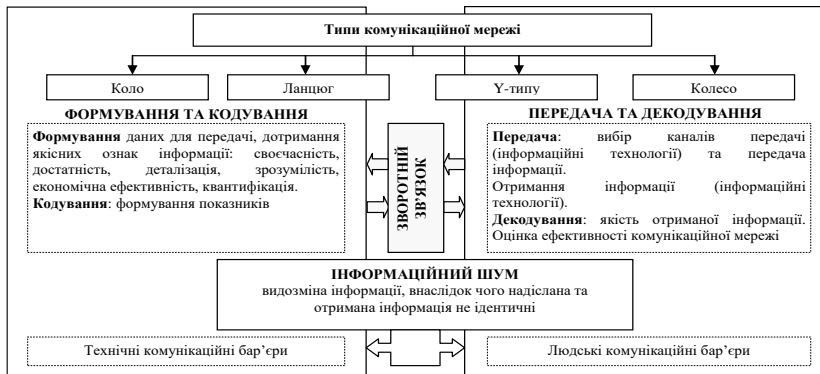 Типи комунікаційної мережі
Коло
Ланцюг
Y-типу
Колесо
ФОРМУВАННЯ ТА КОДУВАННЯ
Формування даних для передачі, дотримання
якісних ознак інформації: своєчасність,
достатність, деталізація, зрозумілість,
економічна ефективність, квантифікація.
Кодування: формування показників
ЗВОРОТНІЙ
ЗВ’ЯЗОК
ПЕРЕДАЧА ТА ДЕКОДУВАННЯ
Передача: вибір каналів передачі
(інформаційні технології) та передача
інформації.
Отримання інформації (інформаційні
технології).
Декодування: якість отриманої інформації.
Оцінка ефективності комунікаційної мережі
ІНФОРМАЦІЙНИЙ ШУМ
видозміна інформації, внаслідок чого надіслана та
отримана інформація не ідентичні
Технічні комунікаційні бар’єри
Людські комунікаційні бар’єри